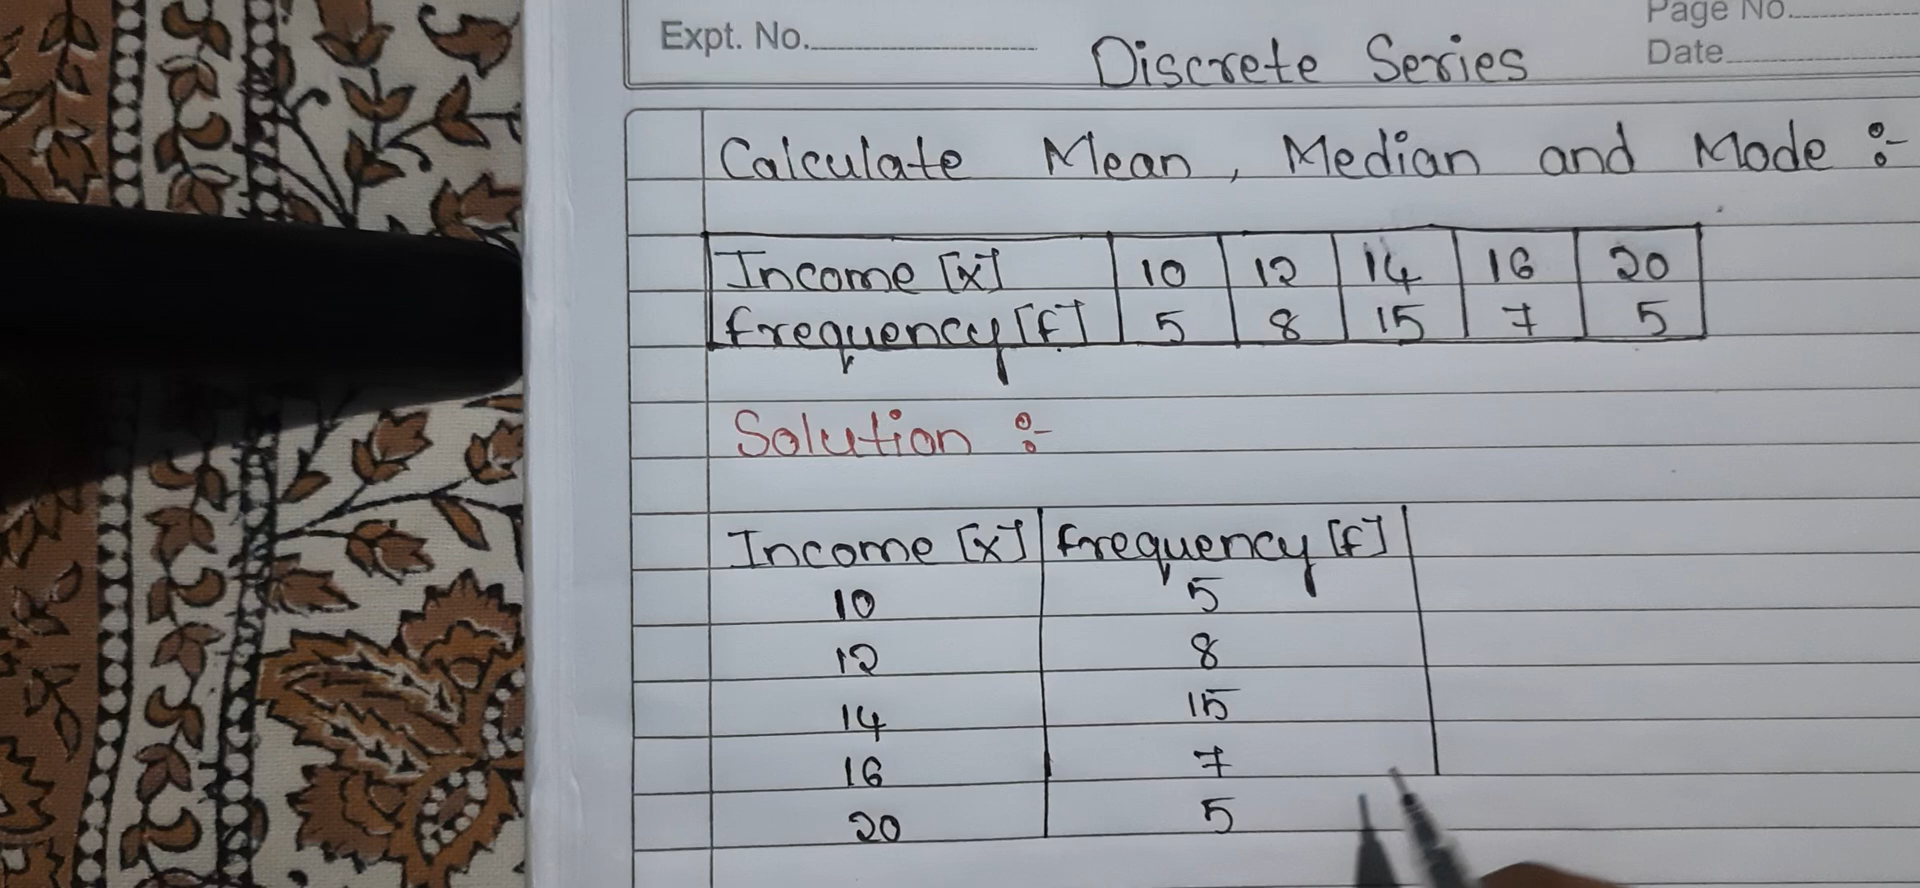 Expt. No.
Page No.
Date
Discrete Series
Calculate Mean, Median and Mode :-
Income [x] 10 12 14 16 20
frequency [f] 5 8 15 7 5
Solution :-
Income [x] frequency [f]
10 5
12 8
14 15
16 7
20 5